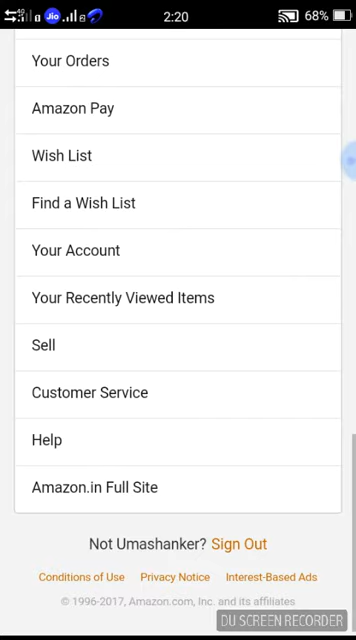 4G Jio 2:20 68%
Your Orders
Amazon Pay
Wish List
Find a Wish List
Your Account
Your Recently Viewed Items
Sell
Customer Service
Help
Amazon.in Full Site
Not Umashanker? Sign Out
Conditions of Use Privacy Notice Interest-Based Ads
© 1996-2017, Amazon.com, Inc. and its affiliates
DU SCREEN RECORDER